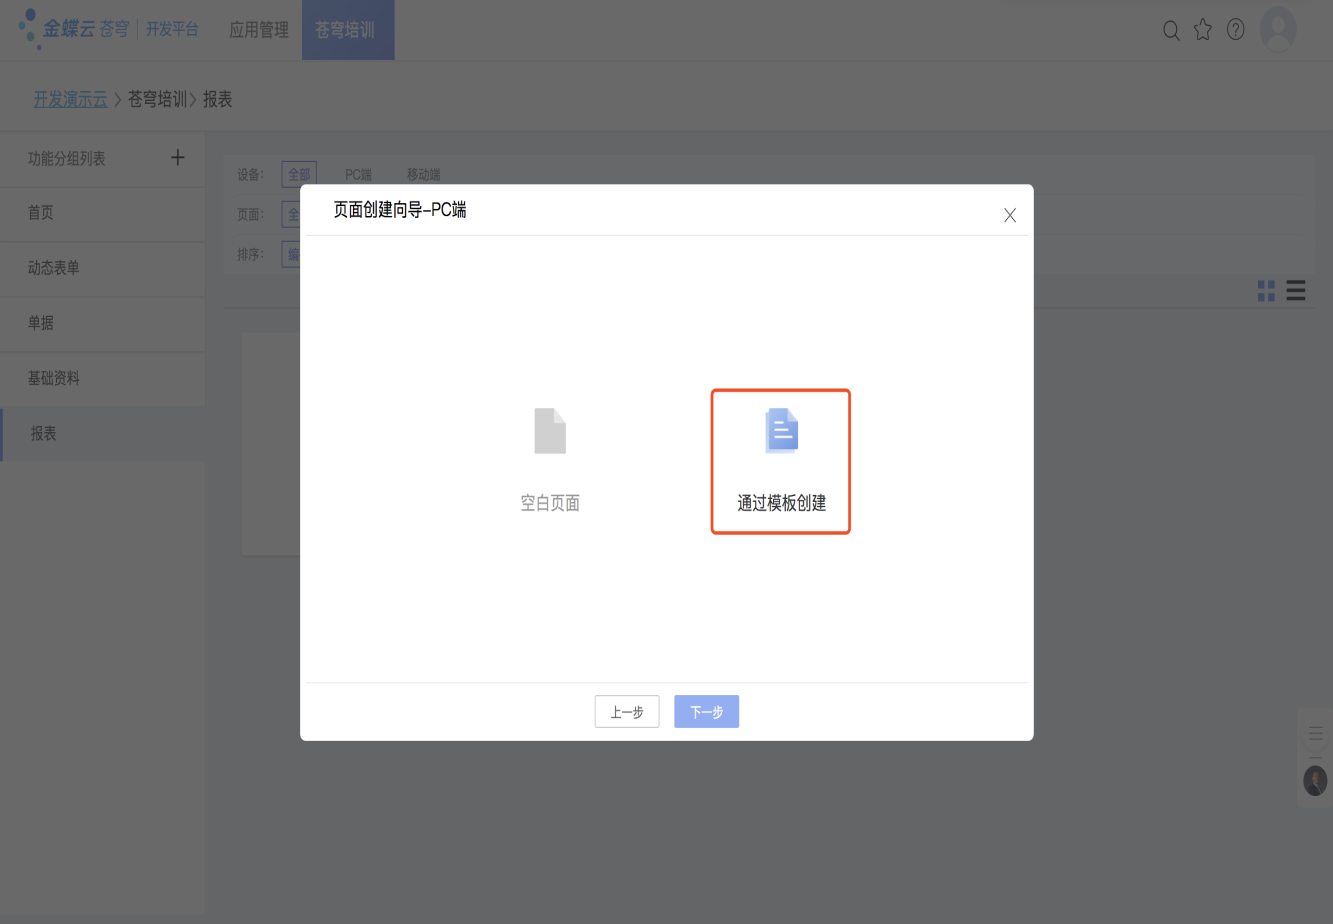 金蝶云 苍穹 | 开发平台 应用管理 苍穹培训
开发演示云 > 苍穹培训 > 报表
功能分组列表
首页
动态表单
单据
基础资料
报表
设备: 全部 PC端 移动端
页面: 全
排序: 编
页面创建向导-PC端
空白页面
通过模板创建
上一步
下一步